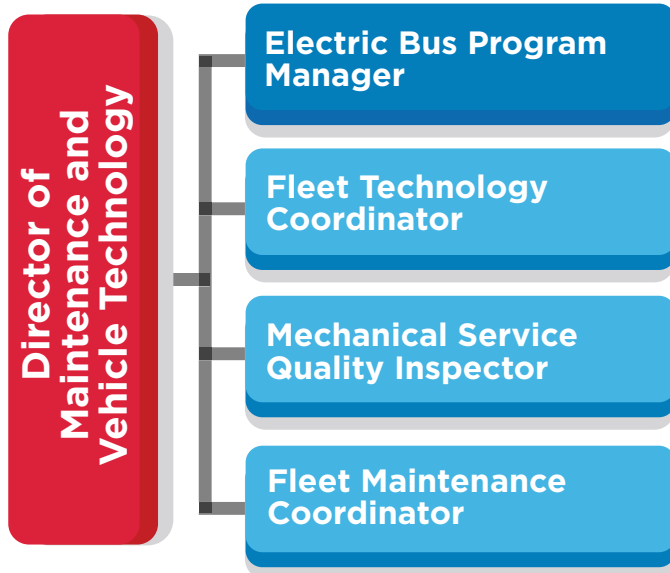 Director of
Maintenance and
Vehicle Technology
Electric Bus Program
Manager
Fleet Technology
Coordinator
Mechanical Service
Quality Inspector
Fleet Maintenance
Coordinator